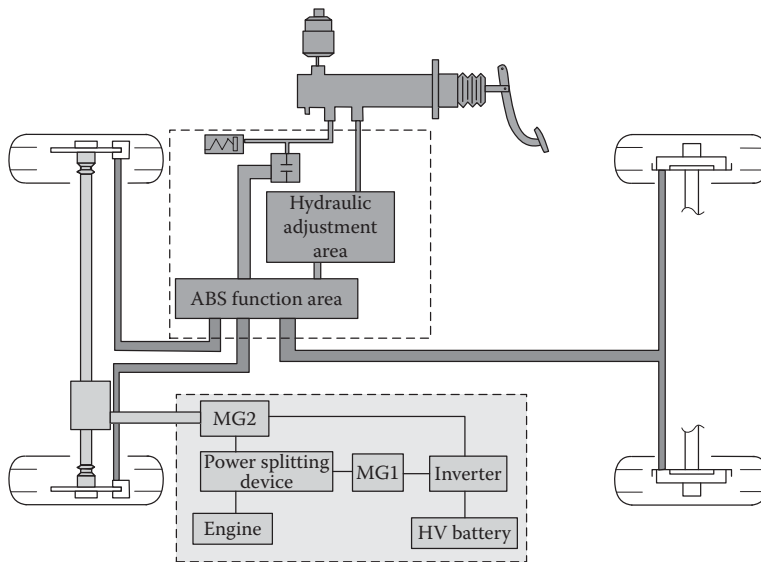 Hydraulic
adjustment
area
ABS function area
MG2
Power splitting
device
MG1
Inverter
Engine
HV battery